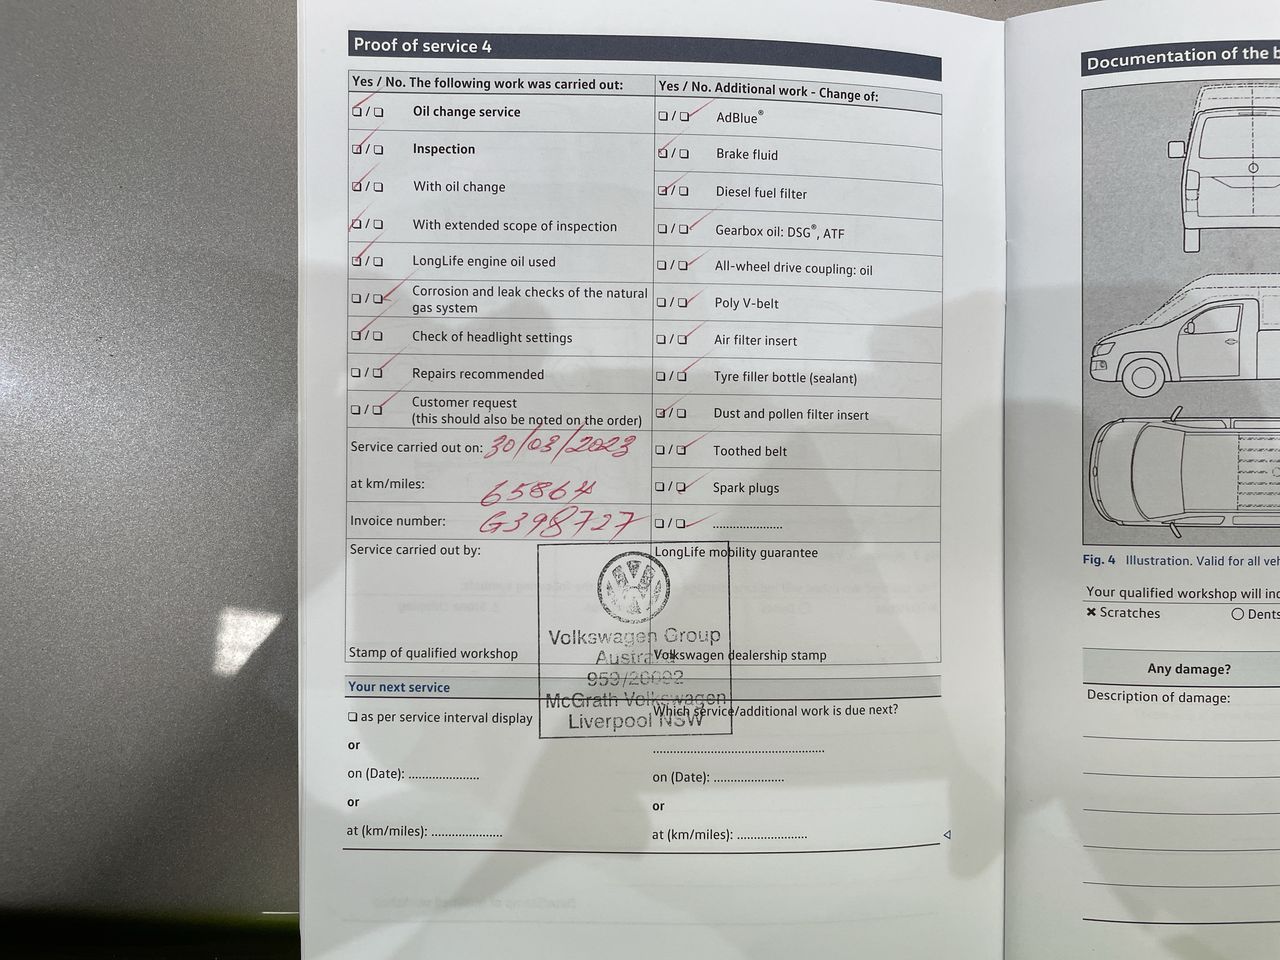 Proof of service 4
Yes / No. The following work was carried out:
❏ / ❏ Oil change service
❏ / ❏ Inspection
❏ / ❏ With oil change
❏ / ❏ With extended scope of inspection
❏ / ❏ LongLife engine oil used
❏ / ❏ Corrosion and leak checks of the natural
gas system
❏ / ❏ Check of headlight settings
❏ / ❏ Repairs recommended
❏ / ❏ Customer request
(this should also be noted on the order)
Service carried out on: 30/03/2023
at km/miles: 65864
Invoice number: G398727
Service carried out by:
Stamp of qualified workshop
Yes / No. Additional work - Change of:
❏ / ❏ AdBlue®
❏ / ❏ Brake fluid
❏ / ❏ Diesel fuel filter
❏ / ❏ Gearbox oil: DSG®, ATF
❏ / ❏ All-wheel drive coupling: oil
❏ / ❏ Poly V-belt
❏ / ❏ Air filter insert
❏ / ❏ Tyre filler bottle (sealant)
❏ / ❏ Dust and pollen filter insert
❏ / ❏ Toothed belt
❏ / ❏ Spark plugs
❏ / ❏ .....................
LongLife mobility guarantee
Volkswagen dealership stamp
Volkswagen Group
Australia
McGrath Volkswagen
Liverpool NSW
Your next service
❏ as per service interval display
or
on (Date): .....................
or
at (km/miles): .....................
Which service/additional work is due next?
..................................................
on (Date): .....................
or
at (km/miles): .....................
Documentation of the b
Fig. 4 Illustration. Valid for all veh
Your qualified workshop will inc
✖ Scratches
○ Dents
Any damage?
Description of damage: